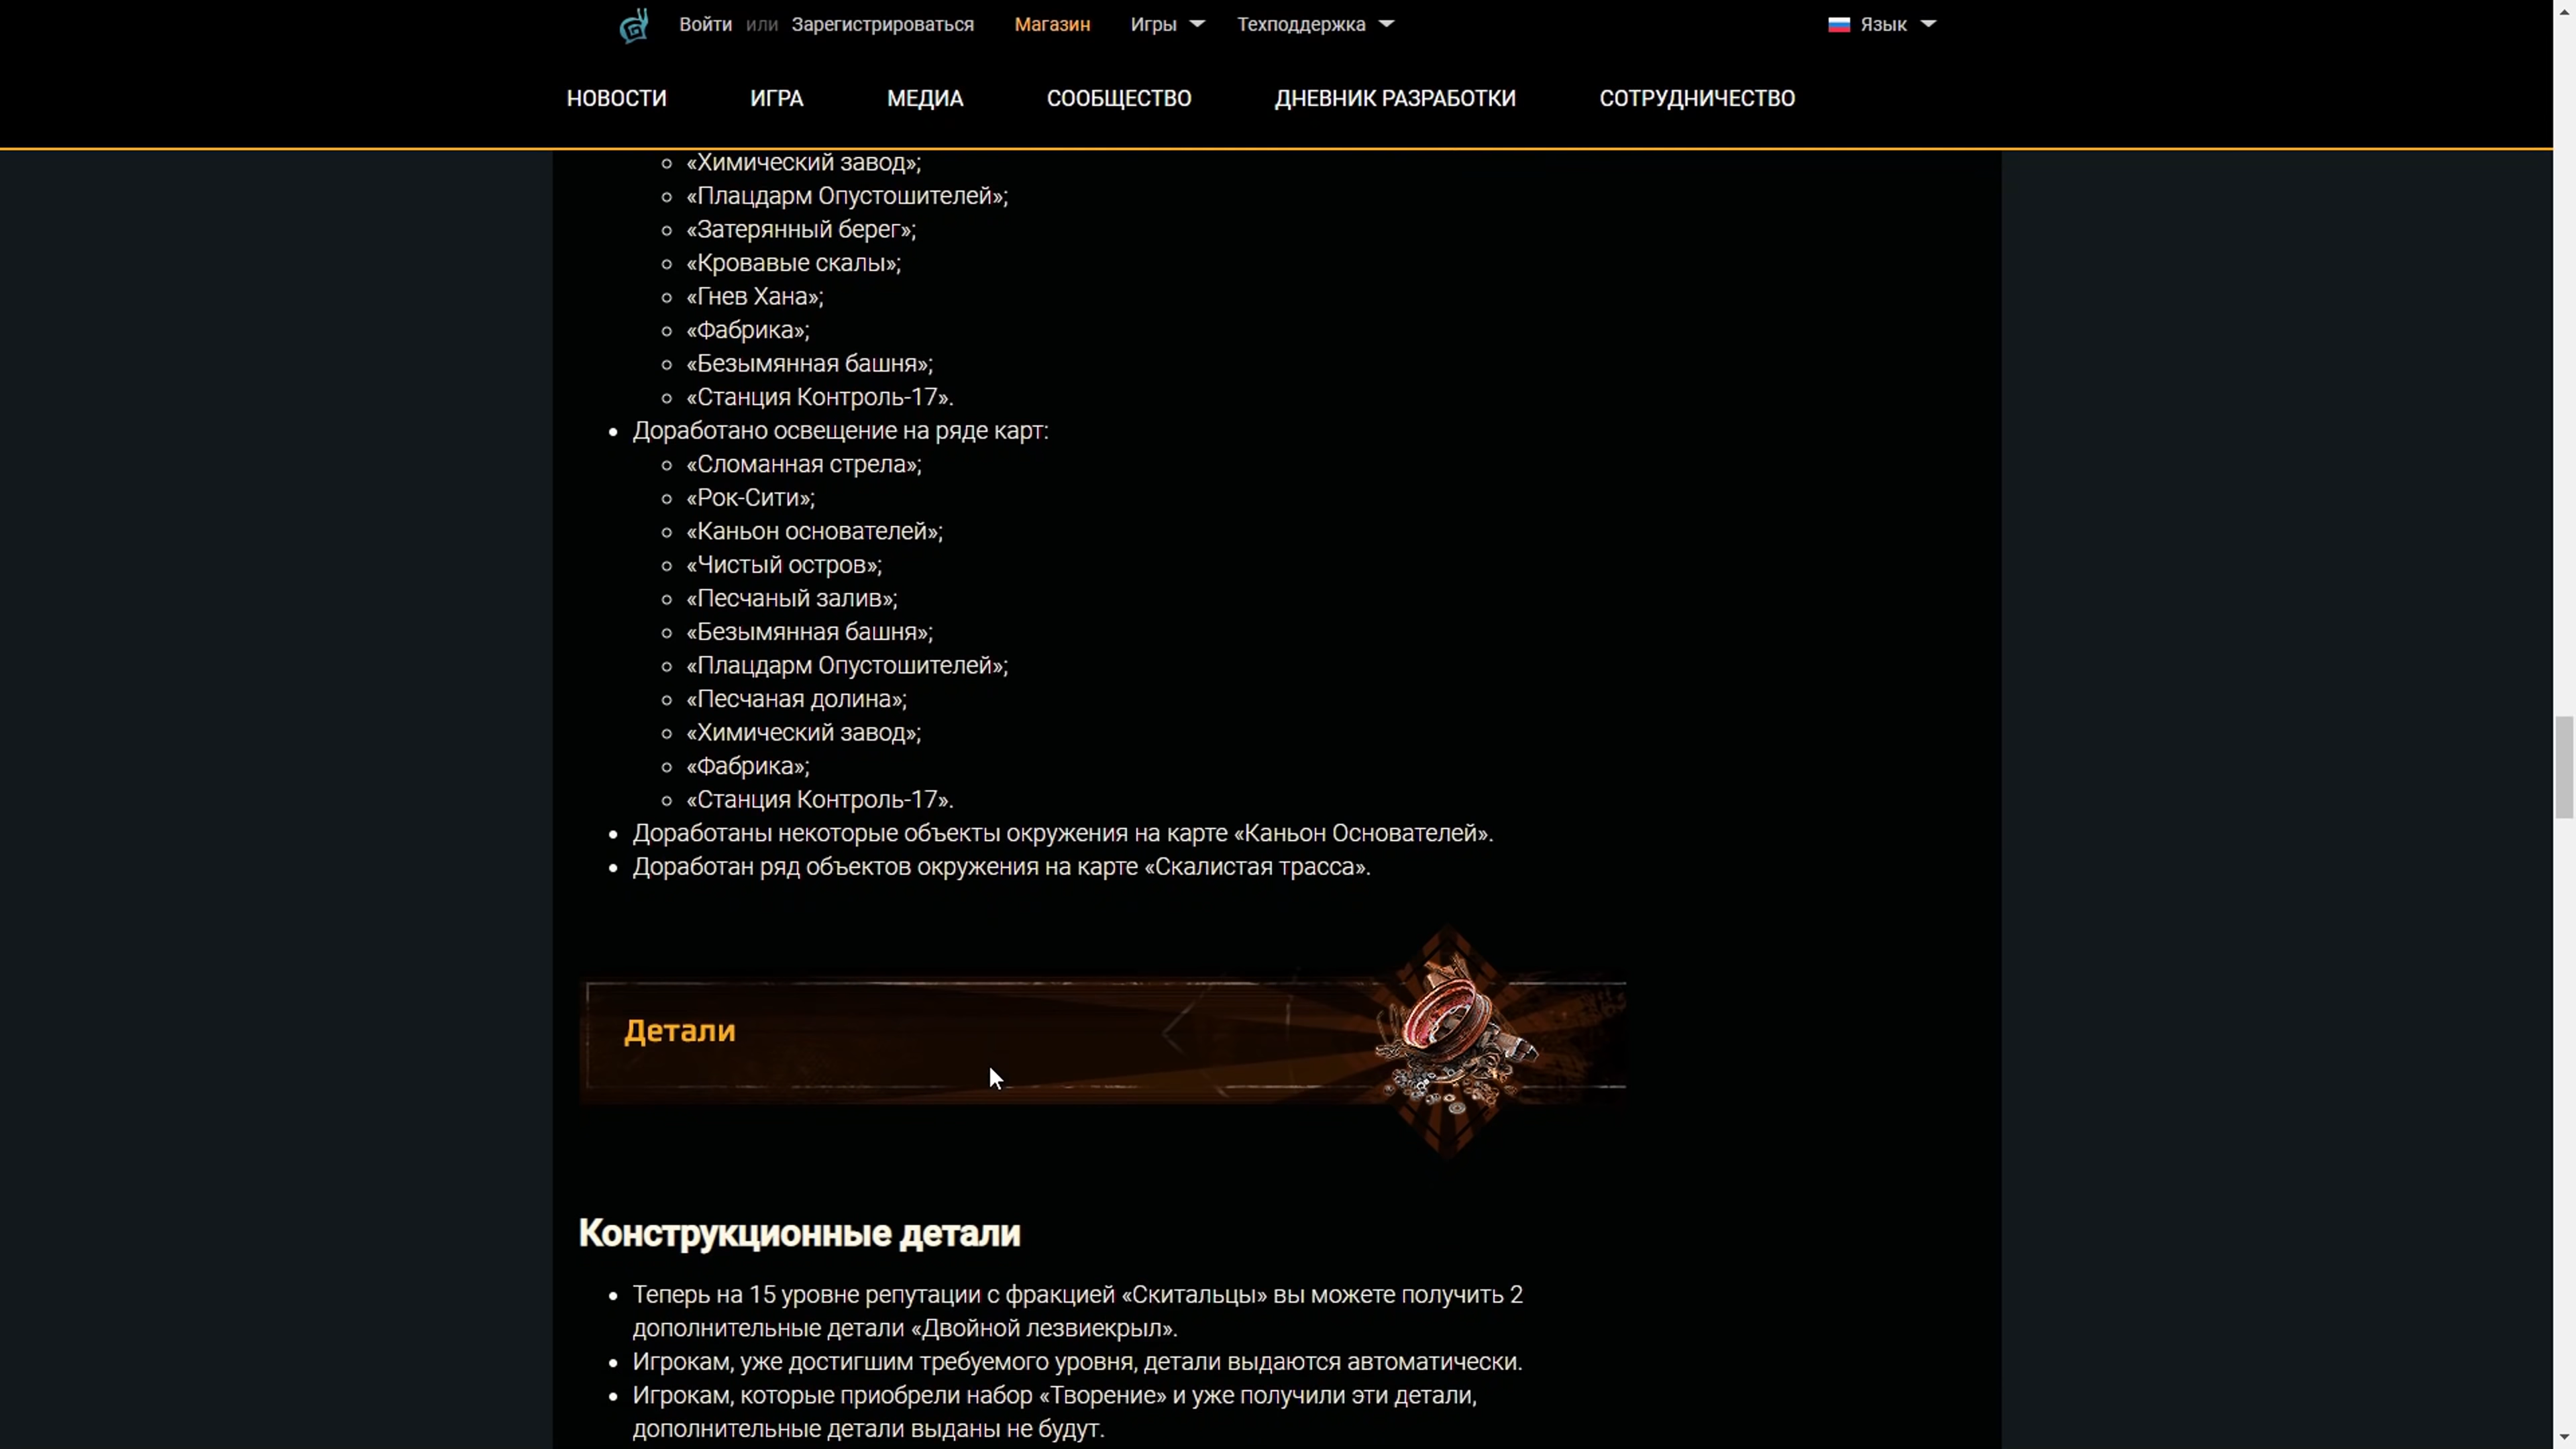 Войти или Зарегистрироваться Магазин Игры Техподдержка Язык
НОВОСТИ ИГРА МЕДИА СООБЩЕСТВО ДНЕВНИК РАЗРАБОТКИ СОТРУДНИЧЕСТВО
«Химический завод»;
«Плацдарм Опустошителей»;
«Затерянный берег»;
«Кровавые скалы»;
«Гнев Хана»;
«Фабрика»;
«Безымянная башня»;
«Станция Контроль-17».
Доработано освещение на ряде карт:
«Сломанная стрела»;
«Рок-Сити»;
«Каньон основателей»;
«Чистый остров»;
«Песчаный залив»;
«Безымянная башня»;
«Плацдарм Опустошителей»;
«Песчаная долина»;
«Химический завод»;
«Фабрика»;
«Станция Контроль-17».
Доработаны некоторые объекты окружения на карте «Каньон Основателей».
Доработан ряд объектов окружения на карте «Скалистая трасса».
Детали
Конструкционные детали
Теперь на 15 уровне репутации с фракцией «Скитальцы» вы можете получить 2
дополнительные детали «Двойной лезвиекрыл».
Игрокам, уже достигшим требуемого уровня, детали выдаются автоматически.
Игрокам, которые приобрели набор «Творение» и уже получили эти детали,
дополнительные детали выданы не будут.